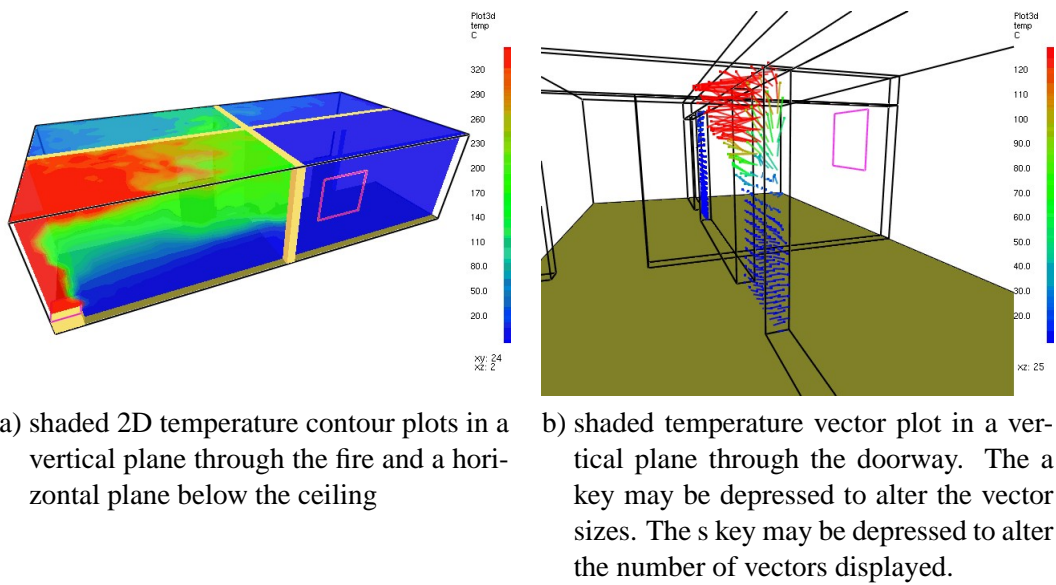 Plot3d
temp
C
320
290
260
230
200
170
140
110
80.0
50.0
20.0
xy: 24
xz: 2
Plot3d
temp
C
120
110
100
90.0
80.0
70.0
60.0
50.0
40.0
30.0
20.0
xz: 25
a) shaded 2D temperature contour plots in a
vertical plane through the fire and a hori-
zontal plane below the ceiling
b) shaded temperature vector plot in a ver-
tical plane through the doorway. The a
key may be depressed to alter the vector
sizes. The s key may be depressed to alter
the number of vectors displayed.